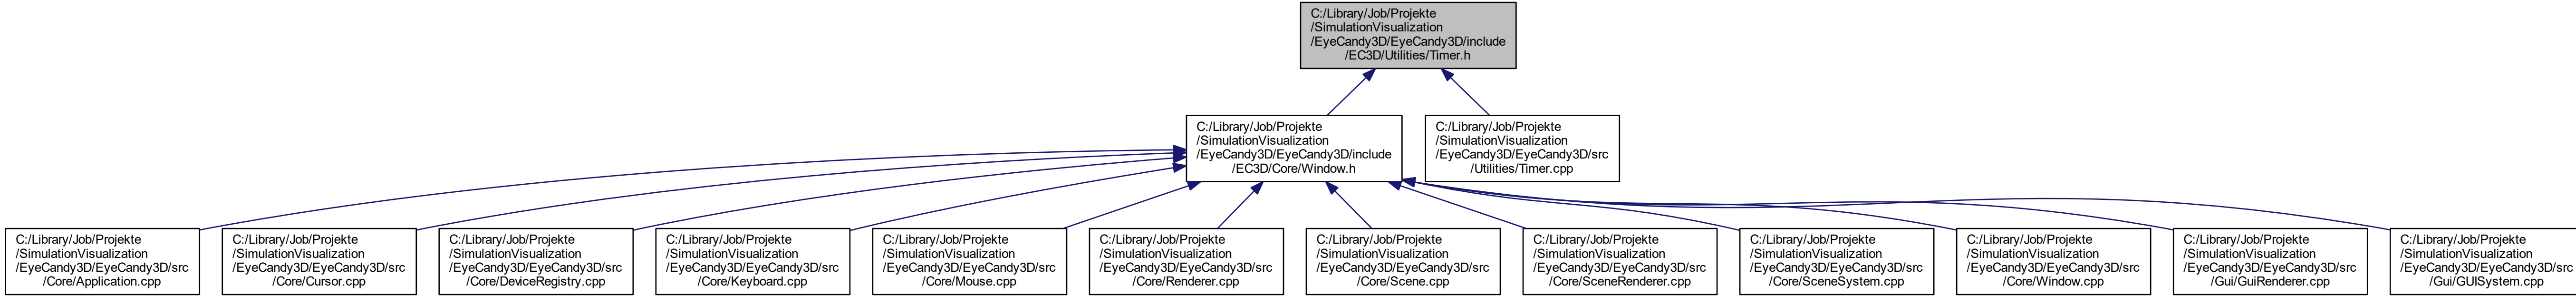 C:/Library/Job/Projekte
/SimulationVisualization
/EyeCandy3D/EyeCandy3D/include
/EC3D/Utilities/Timer.h
C:/Library/Job/Projekte
/SimulationVisualization
/EyeCandy3D/EyeCandy3D/include
/EC3D/Core/Window.h
C:/Library/Job/Projekte
/SimulationVisualization
/EyeCandy3D/EyeCandy3D/src
/Utilities/Timer.cpp
C:/Library/Job/Projekte
/SimulationVisualization
/EyeCandy3D/EyeCandy3D/src
/Core/Application.cpp
C:/Library/Job/Projekte
/SimulationVisualization
/EyeCandy3D/EyeCandy3D/src
/Core/Cursor.cpp
C:/Library/Job/Projekte
/SimulationVisualization
/EyeCandy3D/EyeCandy3D/src
/Core/DeviceRegistry.cpp
C:/Library/Job/Projekte
/SimulationVisualization
/EyeCandy3D/EyeCandy3D/src
/Core/Keyboard.cpp
C:/Library/Job/Projekte
/SimulationVisualization
/EyeCandy3D/EyeCandy3D/src
/Core/Mouse.cpp
C:/Library/Job/Projekte
/SimulationVisualization
/EyeCandy3D/EyeCandy3D/src
/Core/Renderer.cpp
C:/Library/Job/Projekte
/SimulationVisualization
/EyeCandy3D/EyeCandy3D/src
/Core/Scene.cpp
C:/Library/Job/Projekte
/SimulationVisualization
/EyeCandy3D/EyeCandy3D/src
/Core/SceneRenderer.cpp
C:/Library/Job/Projekte
/SimulationVisualization
/EyeCandy3D/EyeCandy3D/src
/Core/SceneSystem.cpp
C:/Library/Job/Projekte
/SimulationVisualization
/EyeCandy3D/EyeCandy3D/src
/Core/Window.cpp
C:/Library/Job/Projekte
/SimulationVisualization
/EyeCandy3D/EyeCandy3D/src
/Gui/GuiRenderer.cpp
C:/Library/Job/Projekte
/SimulationVisualization
/EyeCandy3D/EyeCandy3D/src
/Gui/GUISystem.cpp